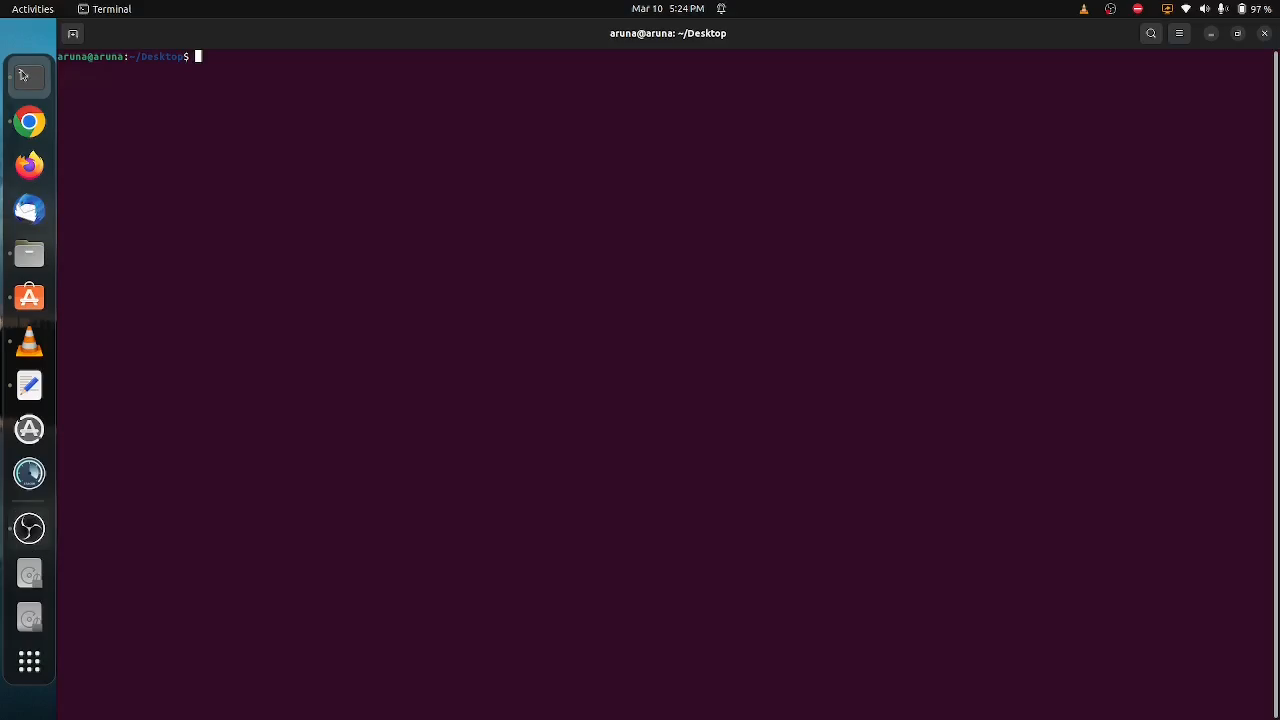 Activities Terminal Mar 10 5:24 PM 97 %
aruna@aruna: ~/Desktop
aruna@aruna:~/Desktop$